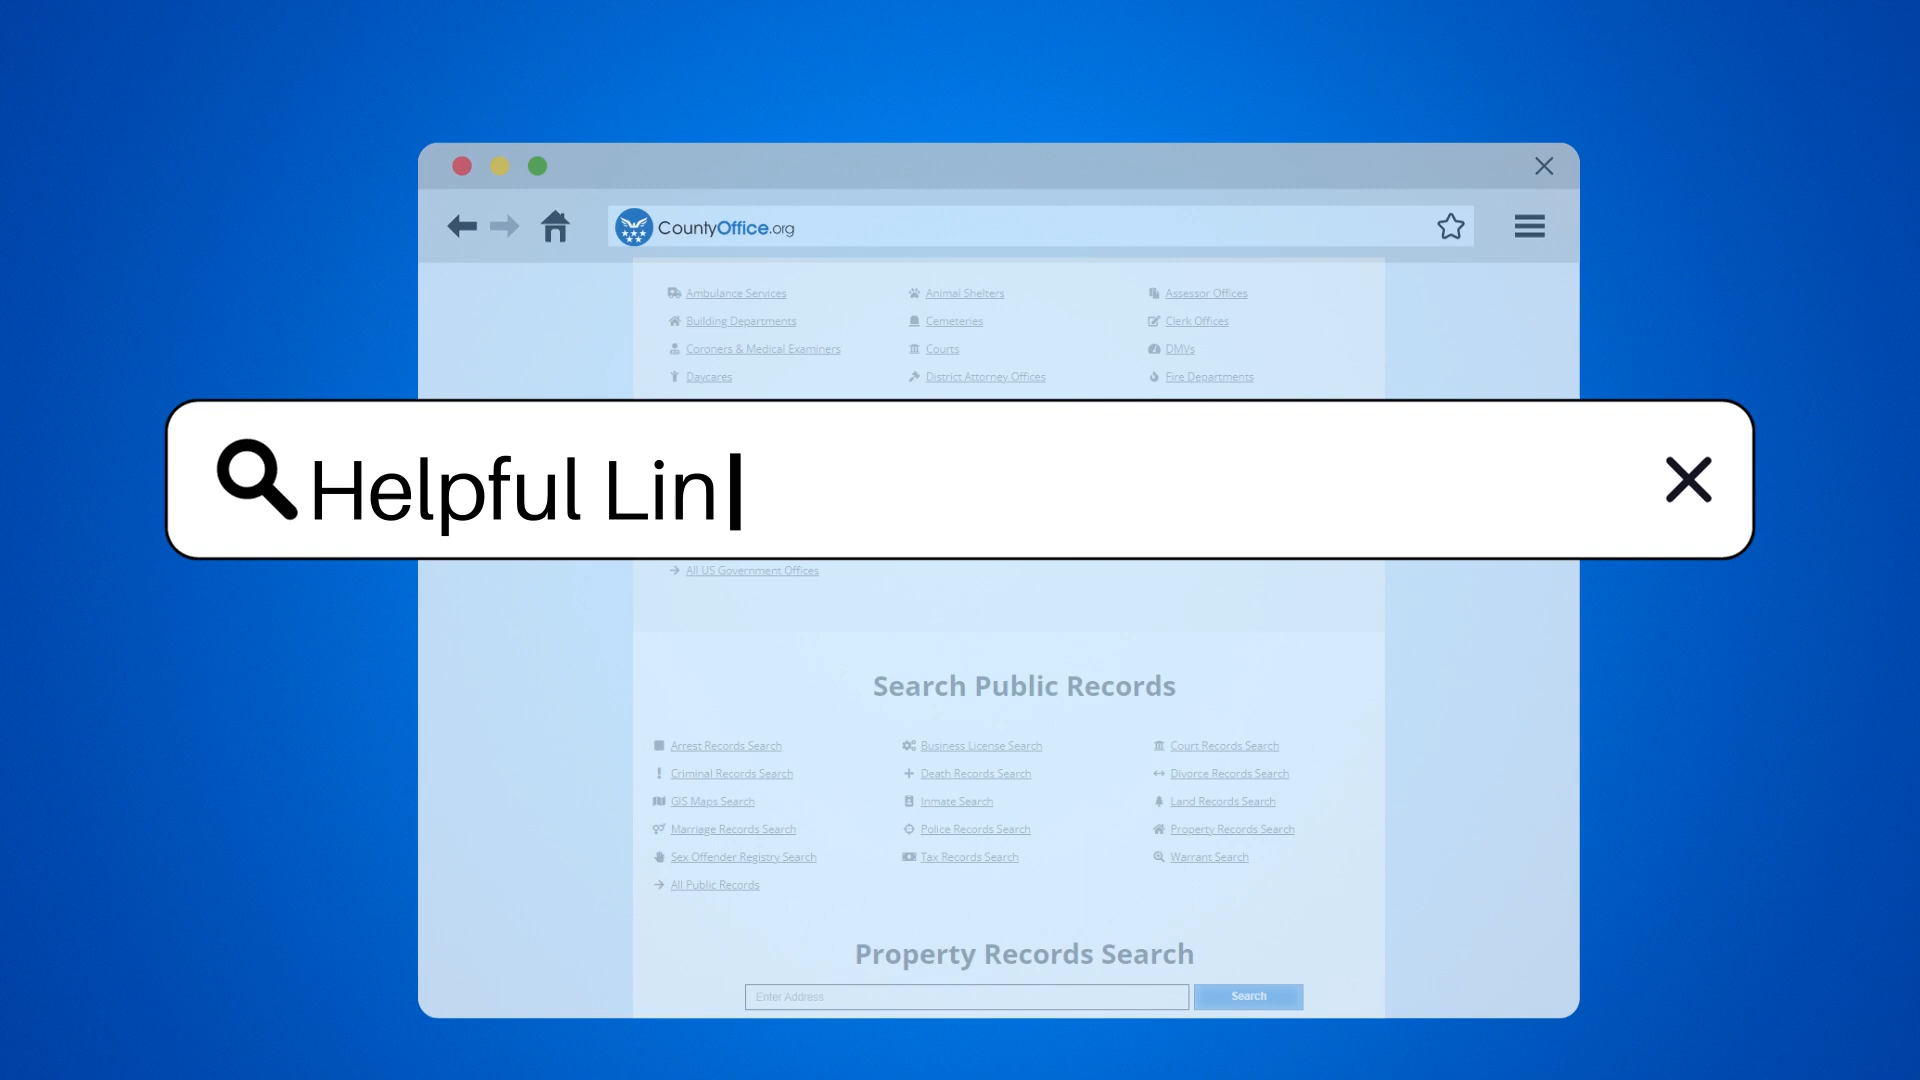 CountyOffice.org
Ambulance Services Animal Shelters Assessor Offices
Building Departments Cemeteries Clerk Offices
Coroners & Medical Examiners Courts DMVs
Daycares District Attorney Offices Fire Departments
Helpful Lin
All US Government Offices
Search Public Records
Arrest Records Search Business License Search Court Records Search
Criminal Records Search Death Records Search Divorce Records Search
GIS Maps Search Inmate Search Land Records Search
Marriage Records Search Police Records Search Property Records Search
Sex Offender Registry Search Tax Records Search Warrant Search
All Public Records
Property Records Search
Enter Address Search